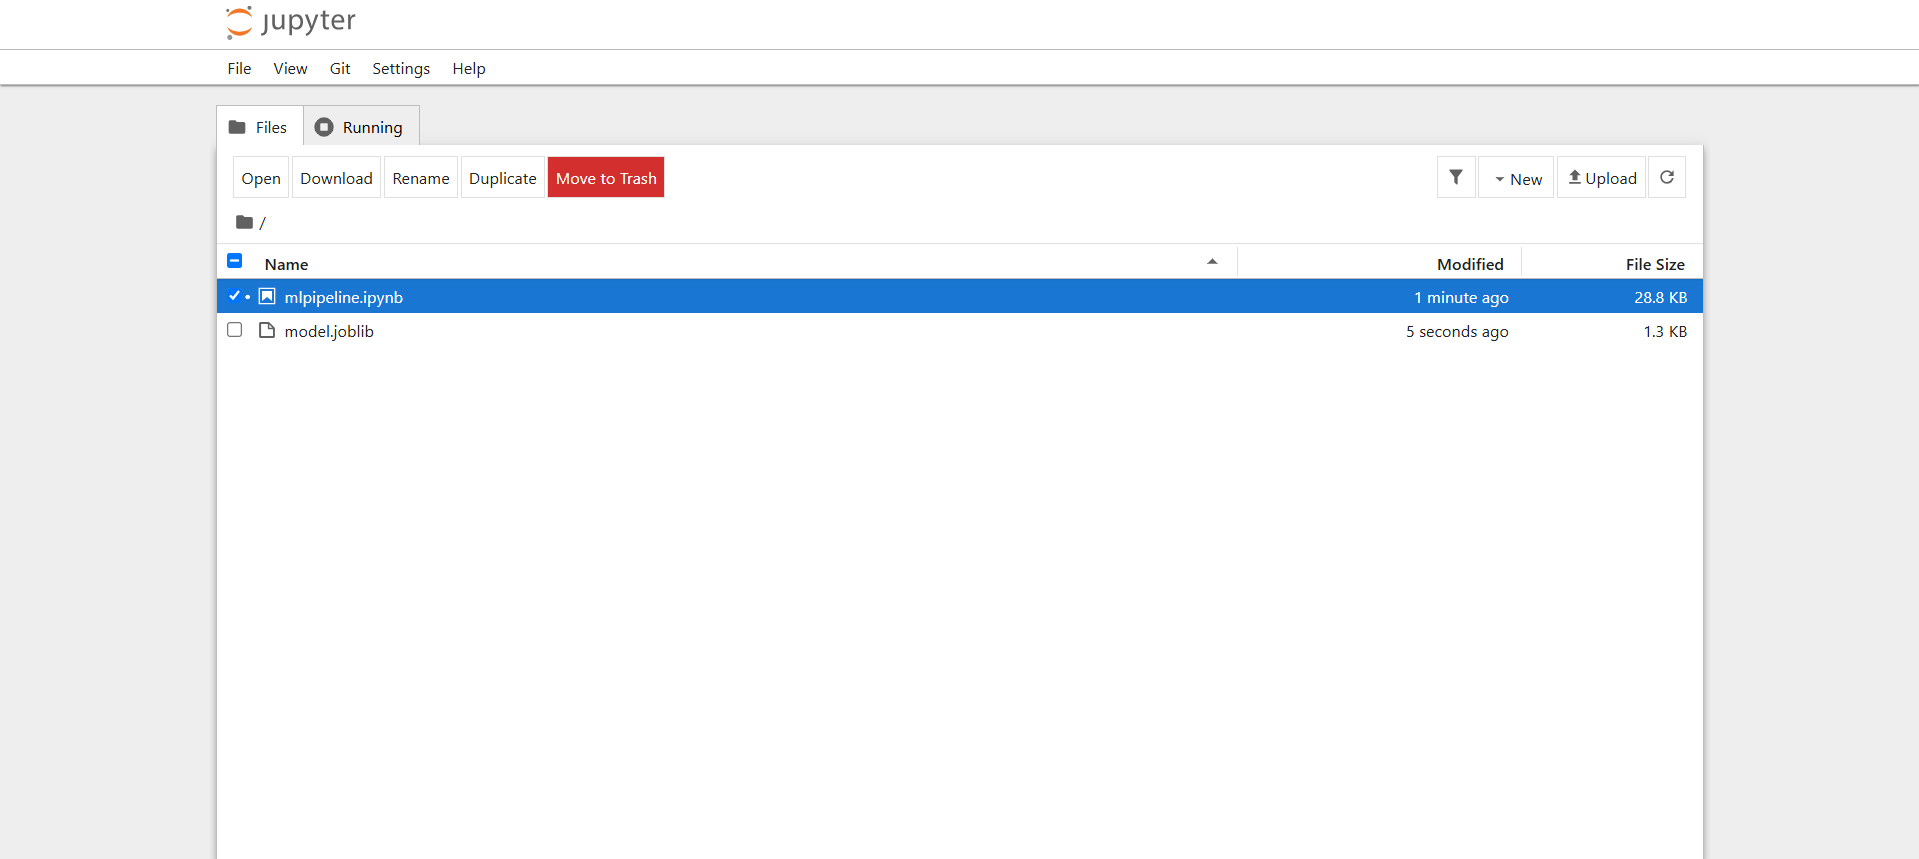 jupyter
File View Git Settings Help
Files Running
Open Download Rename Duplicate Move to Trash New Upload
/
Name Modified File Size
mlpipeline.ipynb 1 minute ago 28.8 KB
model.joblib 5 seconds ago 1.3 KB